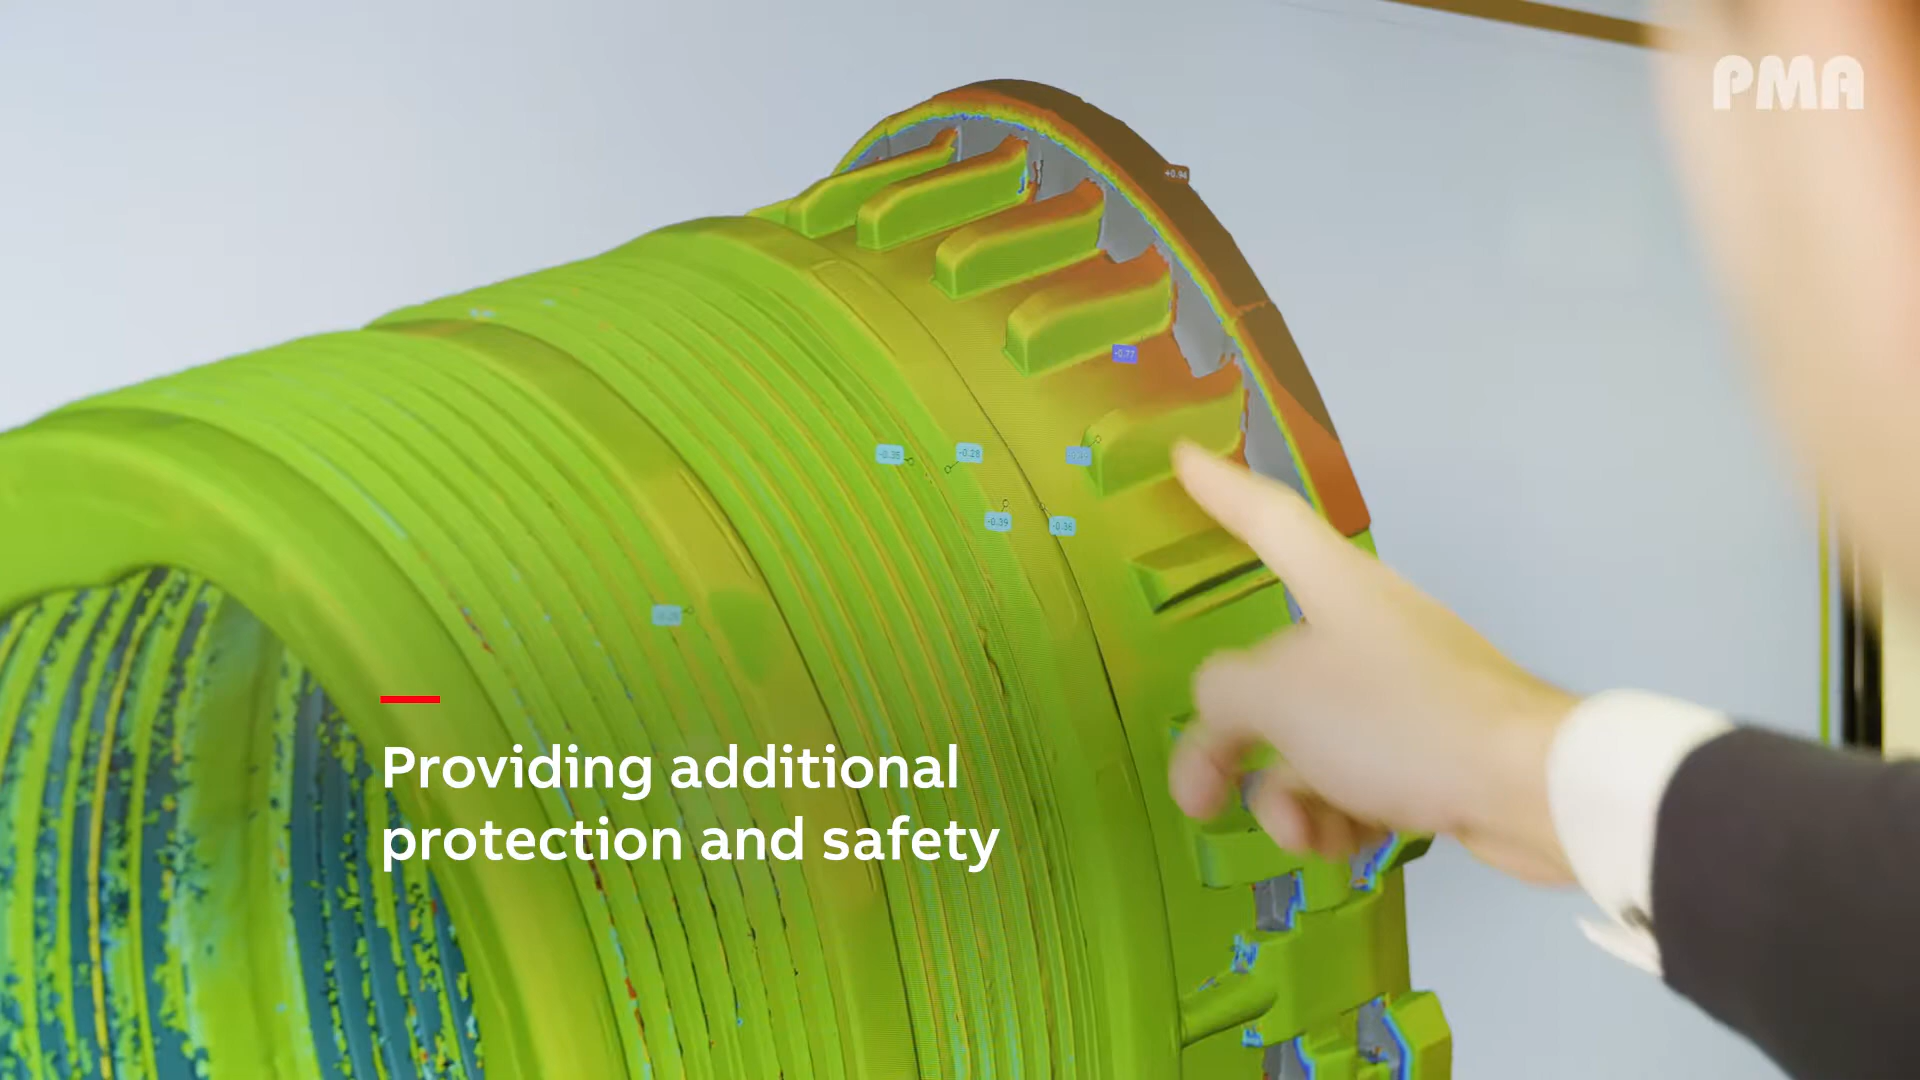 PMA
+0.94
-0.77
-0.35
-0.28
-0.39
-0.36
Providing additional
protection and safety